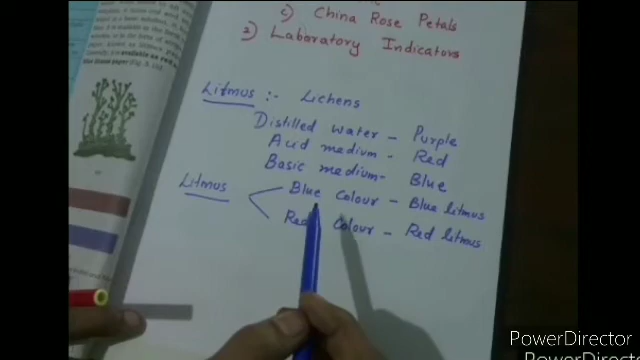 c) China Rose Petals
2) Laboratory Indicators
Litmus :- Lichens
Distilled water - Purple
Acid medium - Red
Basic medium - Blue
Litmus
Blue Colour - Blue litmus
Red Colour - Red litmus
PowerDirector
PowerDirector